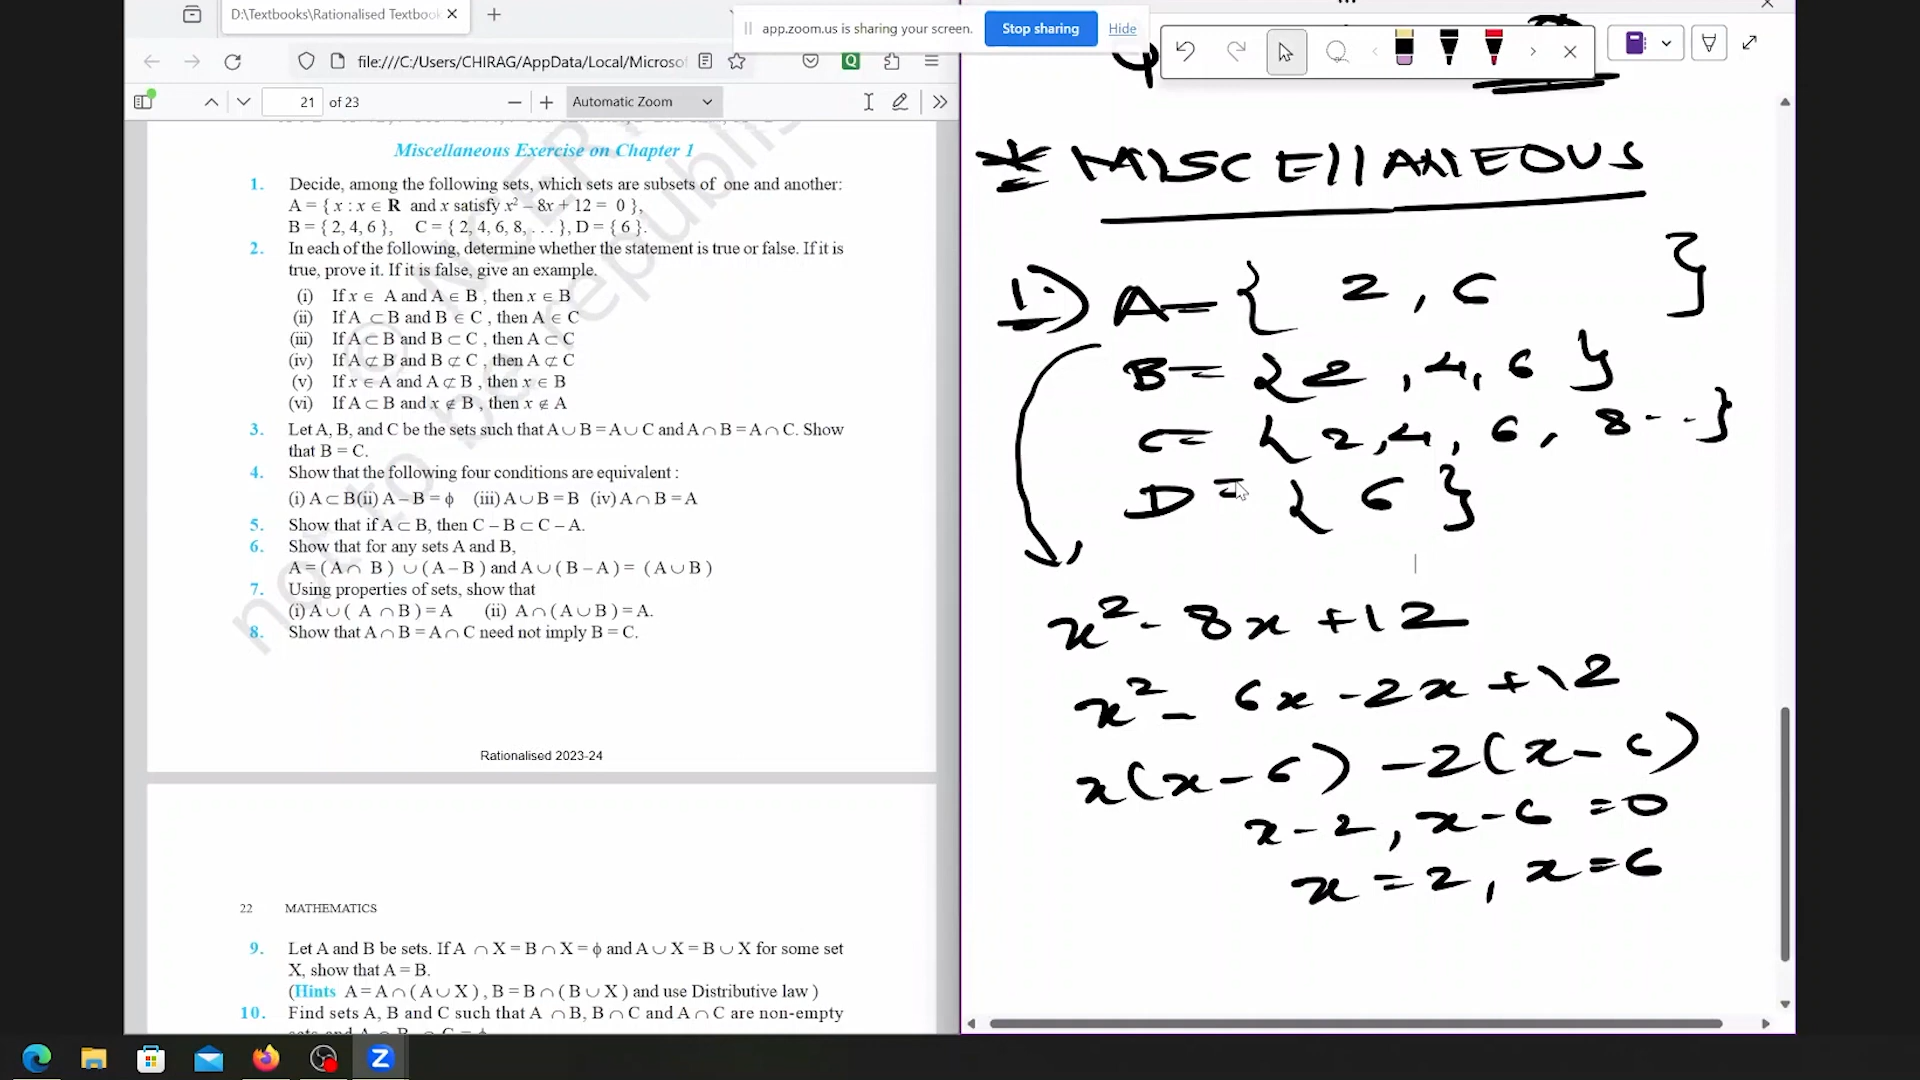 D:\Textbooks\Rationalised Textbook
app.zoom.us is sharing your screen. Stop sharing Hide
file:///C:/Users/CHIRAG/AppData/Local/Microso
21 of 23 Automatic Zoom
Miscellaneous Exercise on Chapter 1
1. Decide, among the following sets, which sets are subsets of one and another:
A = { x : x ∈ R and x satisfy x² – 8x + 12 = 0 },
B = { 2, 4, 6 }, C = { 2, 4, 6, 8, . . . }, D = { 6 }.
2. In each of the following, determine whether the statement is true or false. If it is
true, prove it. If it is false, give an example.
(i) If x ∈ A and A ∈ B , then x ∈ B
(ii) If A ⊂ B and B ∈ C , then A ∈ C
(iii) If A ⊂ B and B ⊂ C , then A ⊂ C
(iv) If A ⊄ B and B ⊄ C , then A ⊄ C
(v) If x ∈ A and A ⊄ B , then x ∈ B
(vi) If A ⊂ B and x ∉ B , then x ∉ A
3. Let A, B, and C be the sets such that A ∪ B = A ∪ C and A ∩ B = A ∩ C. Show
that B = C.
4. Show that the following four conditions are equivalent :
(i) A ⊂ B(ii) A – B = ϕ (iii) A ∪ B = B (iv) A ∩ B = A
5. Show that if A ⊂ B, then C – B ⊂ C – A.
6. Show that for any sets A and B,
A = ( A ∩ B ) ∪ ( A – B ) and A ∪ ( B – A ) = ( A ∪ B )
7. Using properties of sets, show that
(i) A ∪ ( A ∩ B ) = A (ii) A ∩ ( A ∪ B ) = A.
8. Show that A ∩ B = A ∩ C need not imply B = C.
Rationalised 2023-24
22 MATHEMATICS
9. Let A and B be sets. If A ∩ X = B ∩ X = ϕ and A ∪ X = B ∪ X for some set
X, show that A = B.
(Hints A = A ∩ ( A ∪ X ) , B = B ∩ ( B ∪ X ) and use Distributive law )
10. Find sets A, B and C such that A ∩ B, B ∩ C and A ∩ C are non-empty
© NCER
not to be republis
* MISCELLANEOUS
1.) A = { 2 , 6 }
B = { 2 , 4, 6 }
C = { 2, 4, 6, 8 - - }
D = { 6 }
x² - 8x + 12
x² - 6x - 2x + 12
x(x - 6) - 2(x - 6)
x - 2, x - 6 = 0
x = 2, x = 6